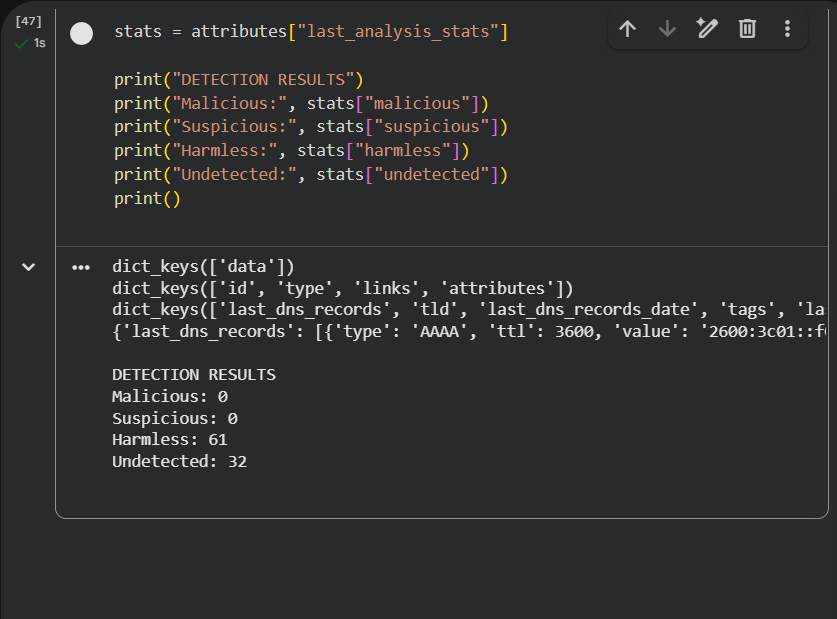 [47]
1s
stats = attributes["last_analysis_stats"]
print("DETECTION RESULTS")
print("Malicious:", stats["malicious"])
print("Suspicious:", stats["suspicious"])
print("Harmless:", stats["harmless"])
print("Undetected:", stats["undetected"])
print()
dict_keys(['data'])
dict_keys(['id', 'type', 'links', 'attributes'])
dict_keys(['last_dns_records', 'tld', 'last_dns_records_date', 'tags', 'la
{'last_dns_records': [{'type': 'AAAA', 'ttl': 3600, 'value': '2600:3c01::f
DETECTION RESULTS
Malicious: 0
Suspicious: 0
Harmless: 61
Undetected: 32